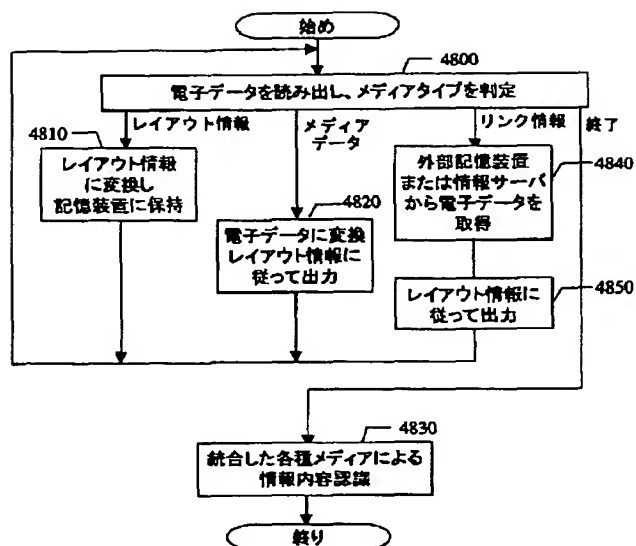 始め
4800
電子データを読み出し、メディアタイプを判定
4810
レイアウト情報
メディア
データ
リンク情報
終了
レイアウト情報
に変換し
記憶装置に保持
4820
電子データに変換
レイアウト情報に
従って出力
外部記憶装置
または情報サーバ
から電子データを
取得
4840
レイアウト情報に
従って出力
4850
4830
統合した各種メディアによる
情報内容認識
終り